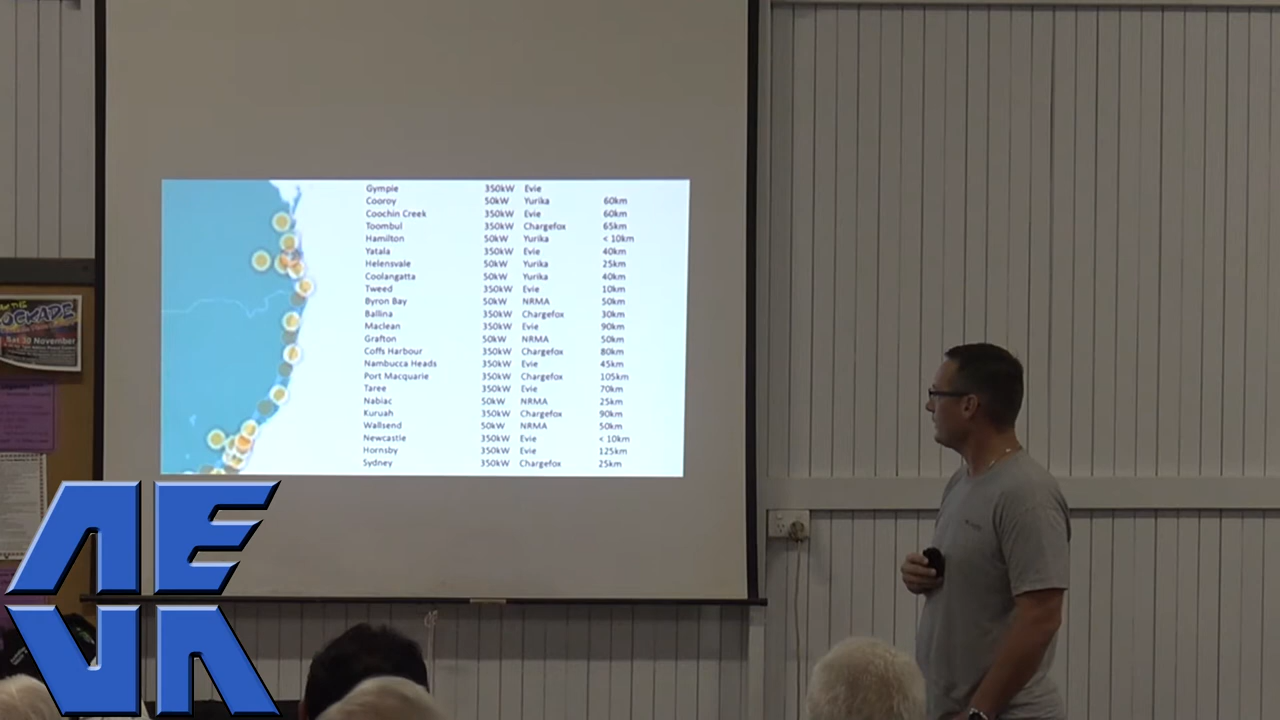 Gympie 350kW Evie
Cooroy 50kW Yurika 60km
Coochin Creek 350kW Evie 60km
Toombul 350kW Chargefox 65km
Hamilton 50kW Yurika < 10km
Yatala 350kW Evie 40km
Helensvale 50kW Yurika 25km
Coolangatta 50kW Yurika 40km
Tweed 350kW Evie 10km
Byron Bay 50kW NRMA 50km
Ballina 350kW Chargefox 30km
Maclean 350kW Evie 90km
Grafton 50kW NRMA 50km
Coffs Harbour 350kW Chargefox 80km
Nambucca Heads 350kW Evie 45km
Port Macquarie 350kW Chargefox 105km
Taree 350kW Evie 70km
Nabiac 50kW NRMA 25km
Kuruah 350kW Chargefox 90km
Wallsend 50kW NRMA 50km
Newcastle 350kW Evie < 10km
Hornsby 350kW Evie 125km
Sydney 350kW Chargefox 25km
OCKADE
Sat 30 November
AE
VK